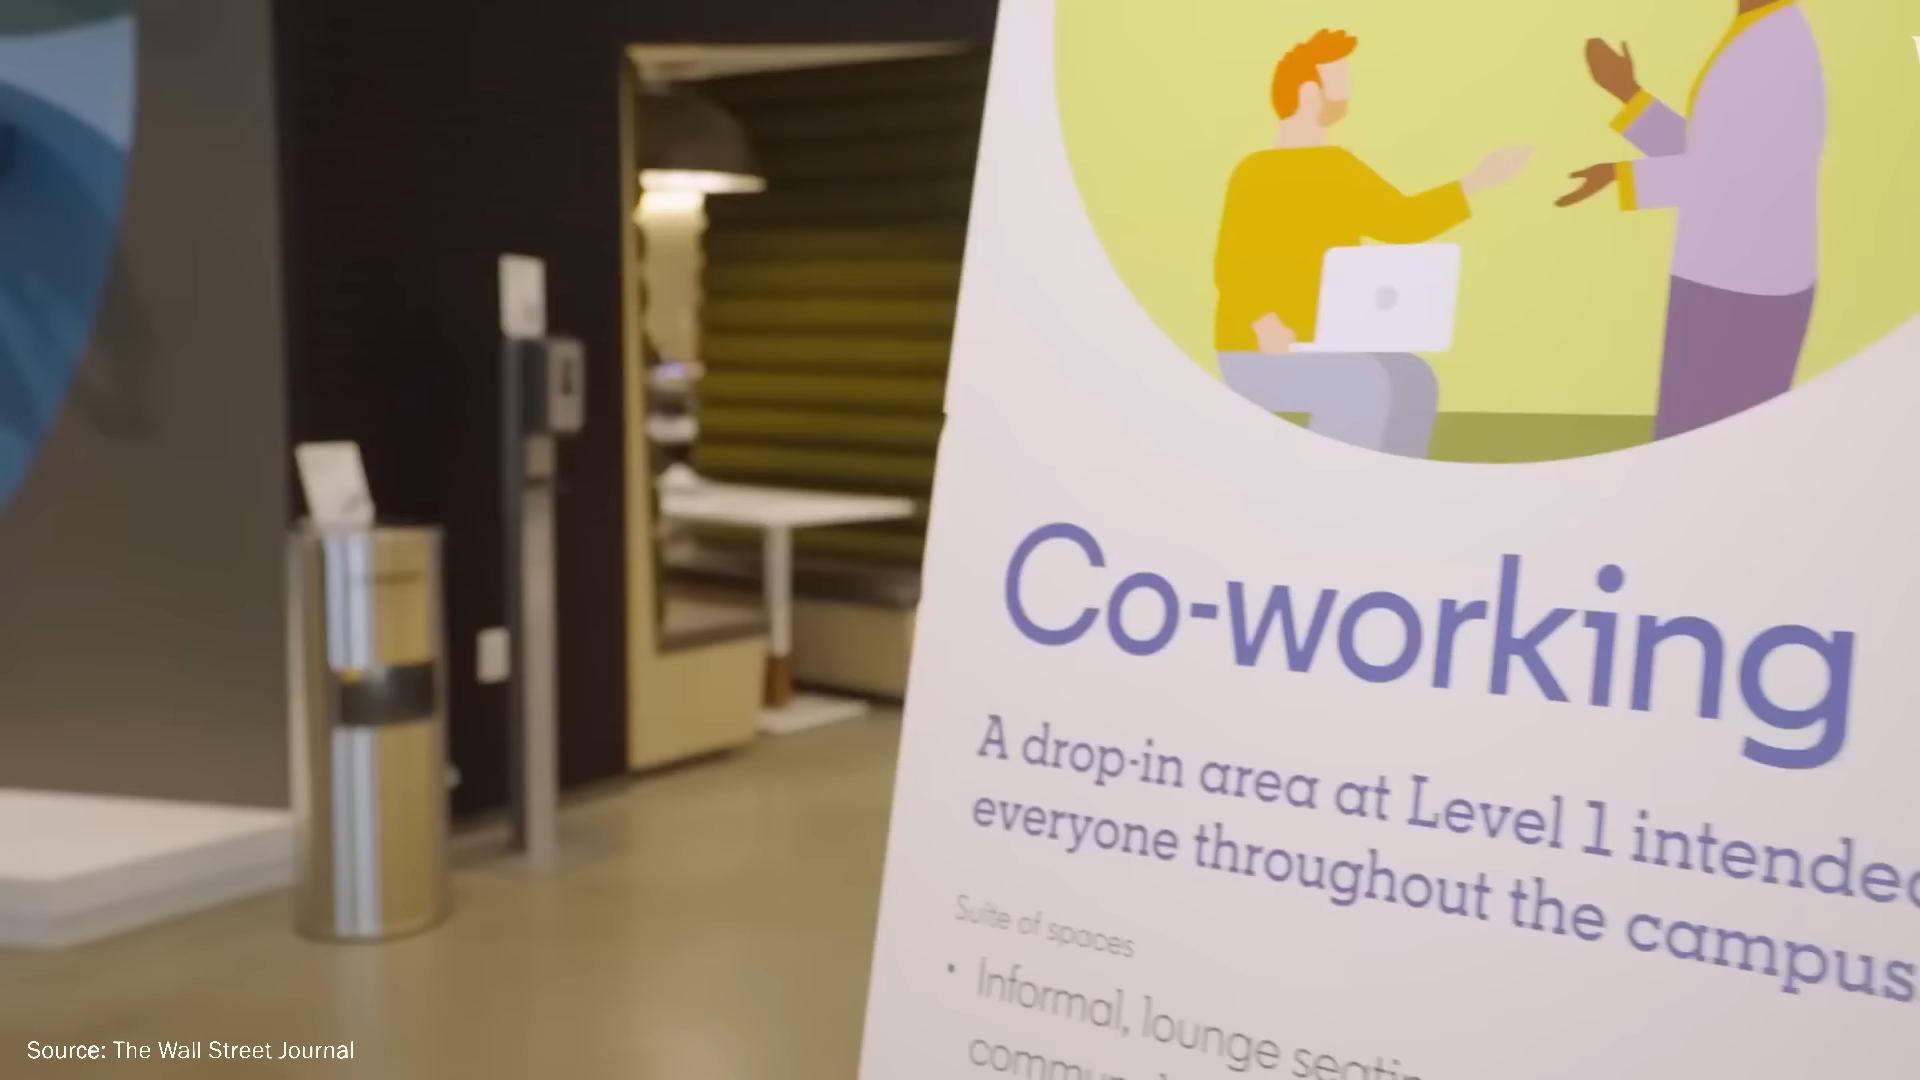 Co-working
A drop-in area at Level 1 intended
everyone throughout the campus.
Suite of spaces
• Informal, lounge
Source: The Wall Street Journal